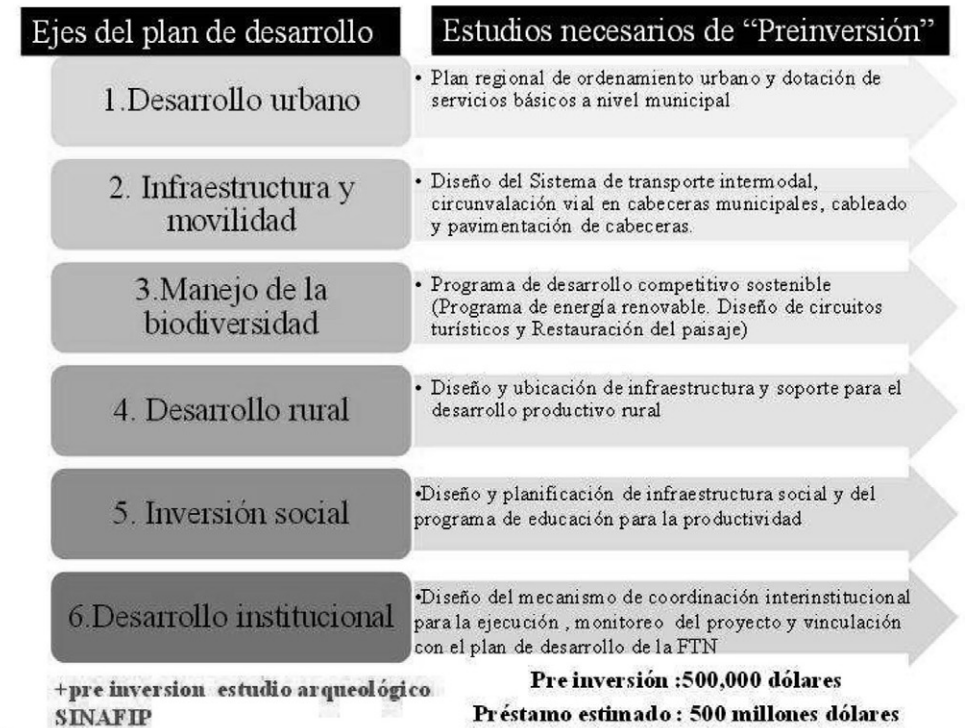 Ejes del plan de desarrollo
Estudios necesarios de “Preinversión”
1.Desarrollo urbano
• Plan regional de ordenamiento urbano y dotación de
servicios básicos a nivel municipal
2. Infraestructura y
movilidad
• Diseño del Sistema de transporte intermodal,
circunvalación vial en cabeceras municipales, cableado
y pavimentación de cabeceras.
3.Manejo de la
biodiversidad
• Programa de desarrollo competitivo sostenible
(Programa de energía renovable. Diseño de circuitos
turísticos y Restauración del paisaje)
4. Desarrollo rural
• Diseño y ubicación de infraestructura y soporte para el
desarrollo productivo rural
5. Inversión social
•Diseño y planificación de infraestructura social y del
programa de educación para la productividad
6.Desarrollo institucional
•Diseño del mecanismo de coordinación interinstitucional
para la ejecución , monitoreo del proyecto y vinculación
con el plan de desarrollo de la FTN
+pre inversion estudio arqueológico
SINAFIP
Pre inversión :500,000 dólares
Préstamo estimado : 500 millones dólares